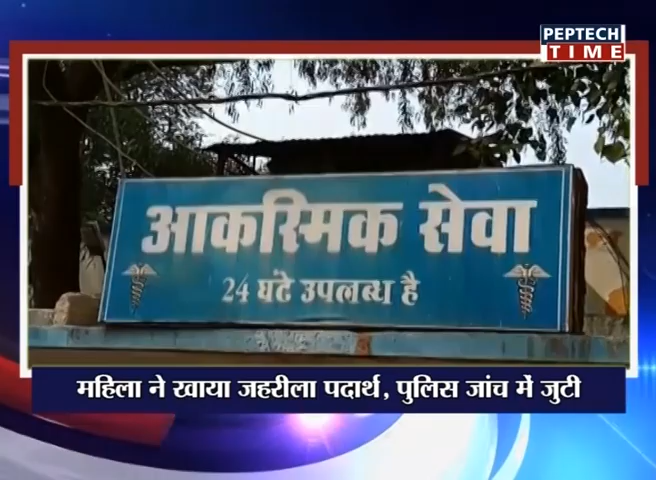 PEPTECH
TIME
आकस्मिक सेवा
24 घंटे उपलब्ध है
महिला ने खाया जहरीला पदार्थ, पुलिस जांच में जुटी